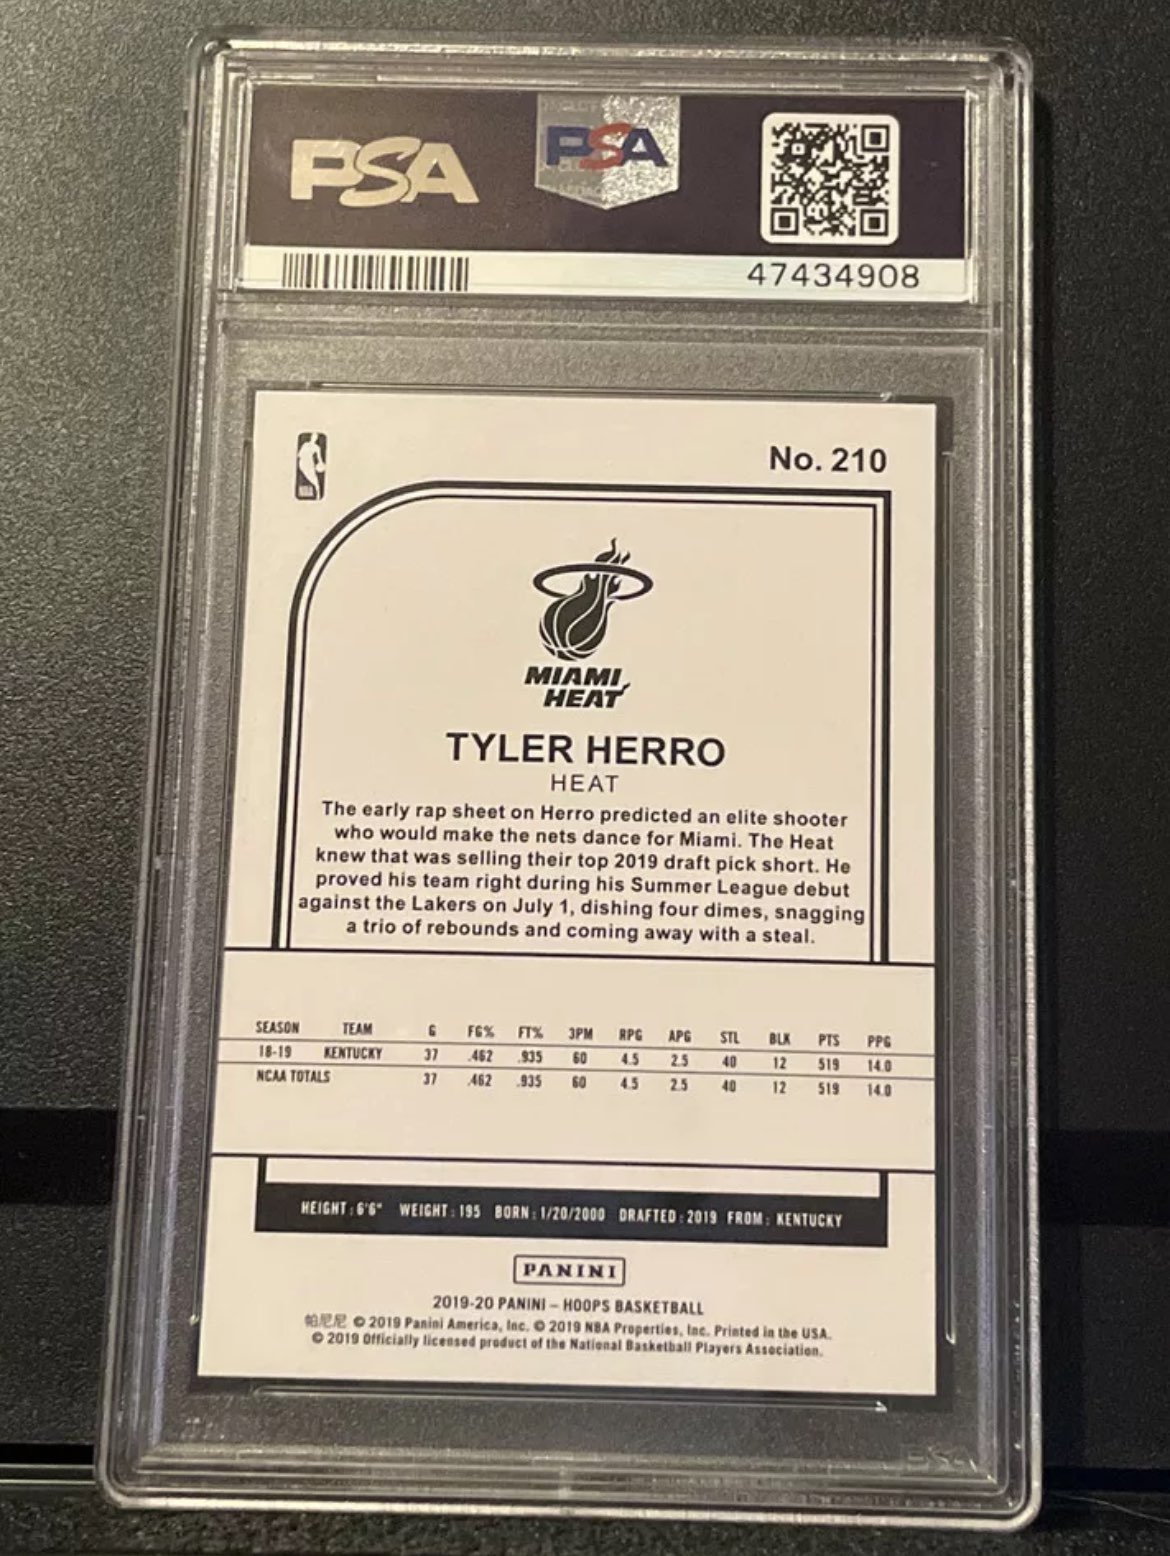 PSA
PSA
47434908
No. 210
MIAMI
HEAT
TYLER HERRO
HEAT
The early rap sheet on Herro predicted an elite shooter
who would make the nets dance for Miami. The Heat
knew that was selling their top 2019 draft pick short. He
proved his team right during his Summer League debut
against the Lakers on July 1, dishing four dimes, snagging
a trio of rebounds and coming away with a steal.
SEASON TEAM G FG% FT% 3PM RPG APG STL BLK PTS PPG
18-19 KENTUCKY 37 .462 .935 60 4.5 2.5 40 12 519 14.0
NCAA TOTALS 37 .462 .935 60 4.5 2.5 40 12 519 14.0
HEIGHT: 6'6" WEIGHT: 195 BORN: 1/20/2000 DRAFTED: 2019 FROM: KENTUCKY
PANINI
2019-20 PANINI – HOOPS BASKETBALL
帕尼尼 © 2019 Panini America, Inc. © 2019 NBA Properties, Inc. Printed in the USA.
© 2019 Officially licensed product of the National Basketball Players Association.
PSA